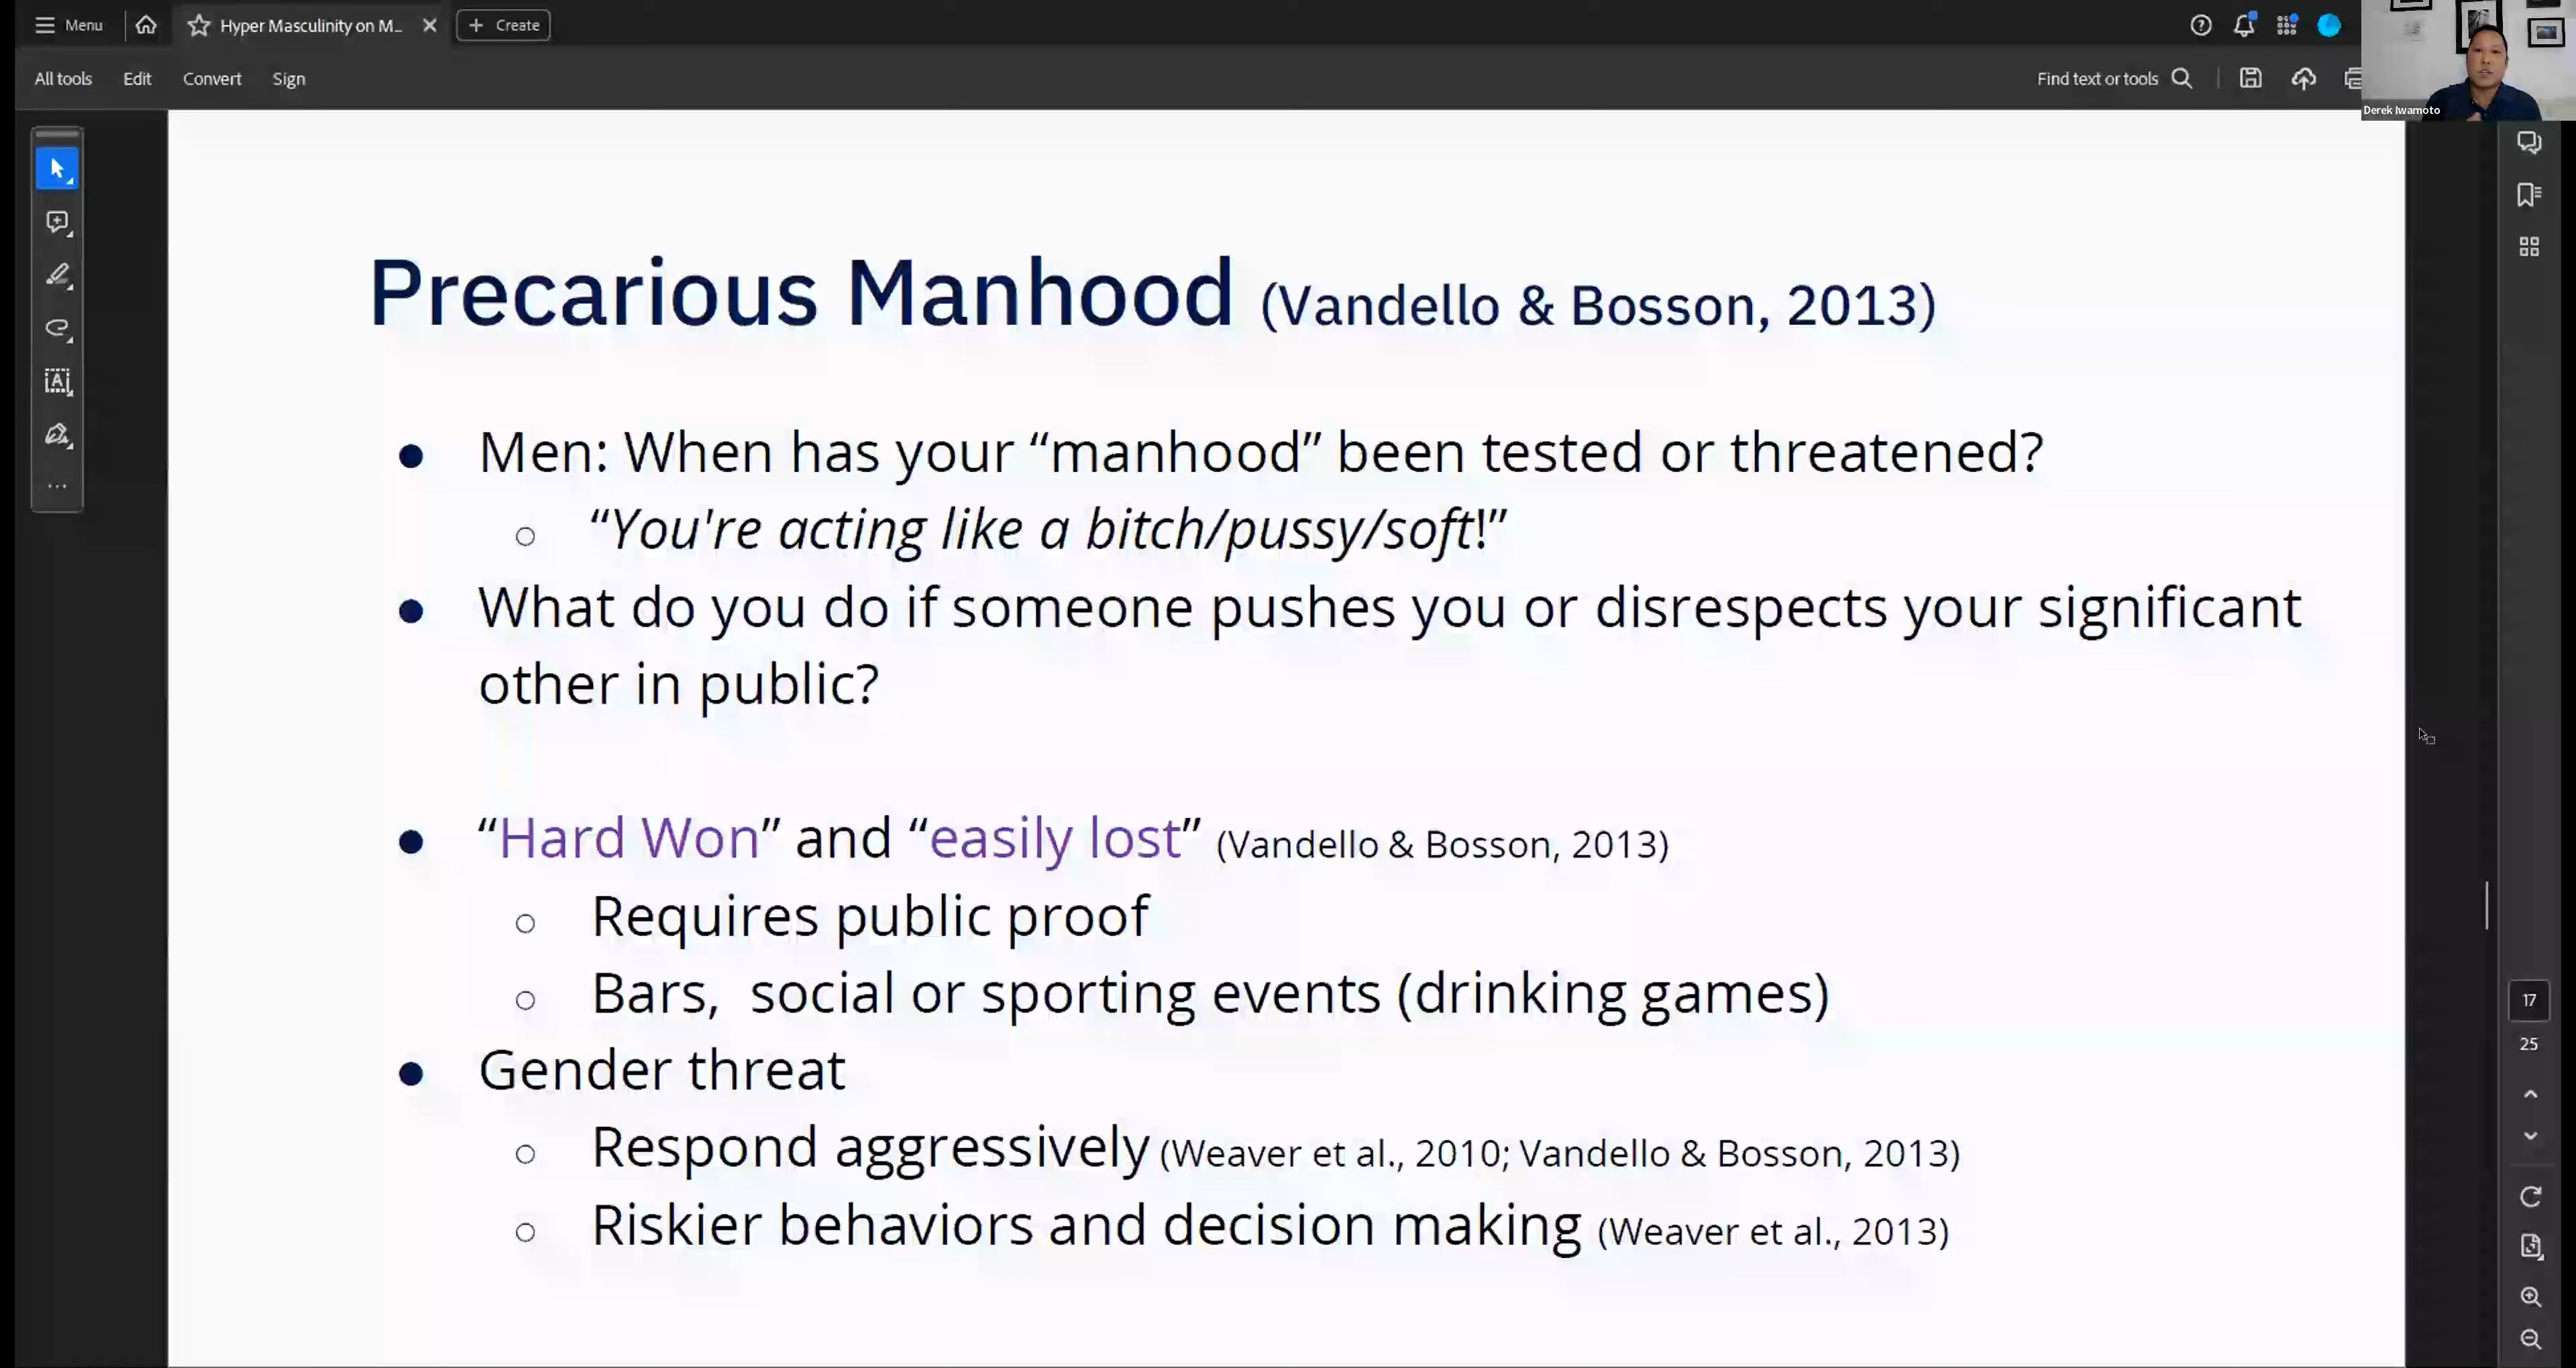 Menu
Hyper Masculinity on M...
Create
All tools Edit Convert Sign
Find text or tools
Derek Iwamoto
Precarious Manhood (Vandello & Bosson, 2013)
● Men: When has your “manhood” been tested or threatened?
○ “You're acting like a bitch/pussy/soft!”
● What do you do if someone pushes you or disrespects your significant
other in public?
● “Hard Won” and “easily lost” (Vandello & Bosson, 2013)
○ Requires public proof
○ Bars, social or sporting events (drinking games)
● Gender threat
○ Respond aggressively (Weaver et al., 2010; Vandello & Bosson, 2013)
○ Riskier behaviors and decision making (Weaver et al., 2013)
17
25